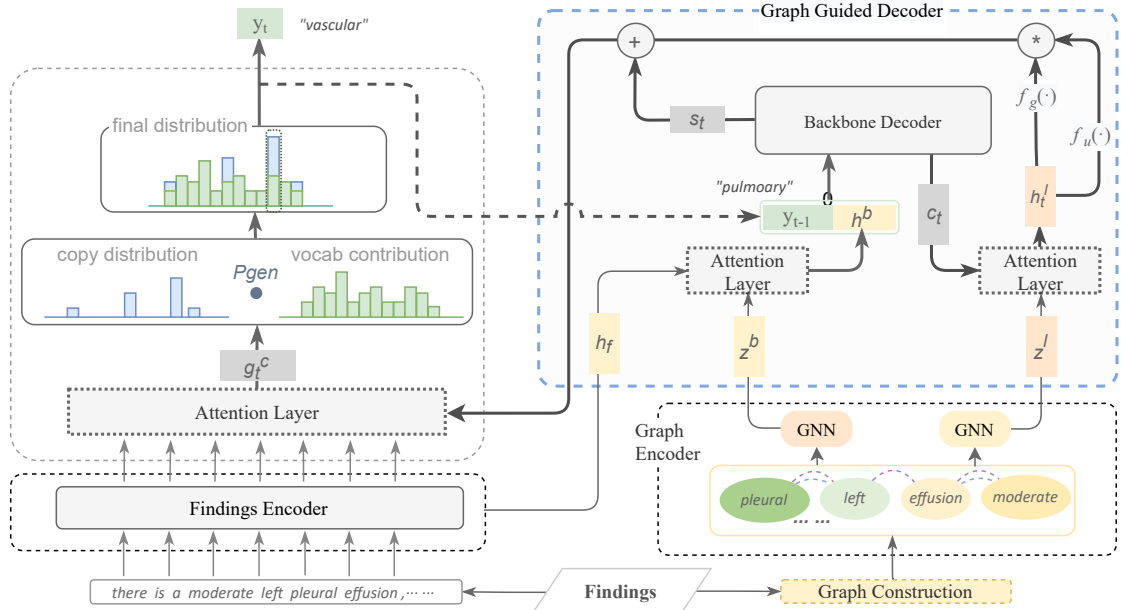 y_t
"vascular"
final distribution
copy distribution
Pgen
vocab contribution
g_t^c
Attention Layer
Findings Encoder
there is a moderate left pleural effusion ,... ...
Graph Guided Decoder
+
*
s_t
Backbone Decoder
f_g(·)
f_u(·)
"pulmoary"
y_{t-1}
h^b
c_t
h_t^l
Attention
Layer
Attention
Layer
h_f
z^b
z^l
Graph
Encoder
GNN
GNN
pleural
left
effusion
moderate
... ...
Findings
Graph Construction